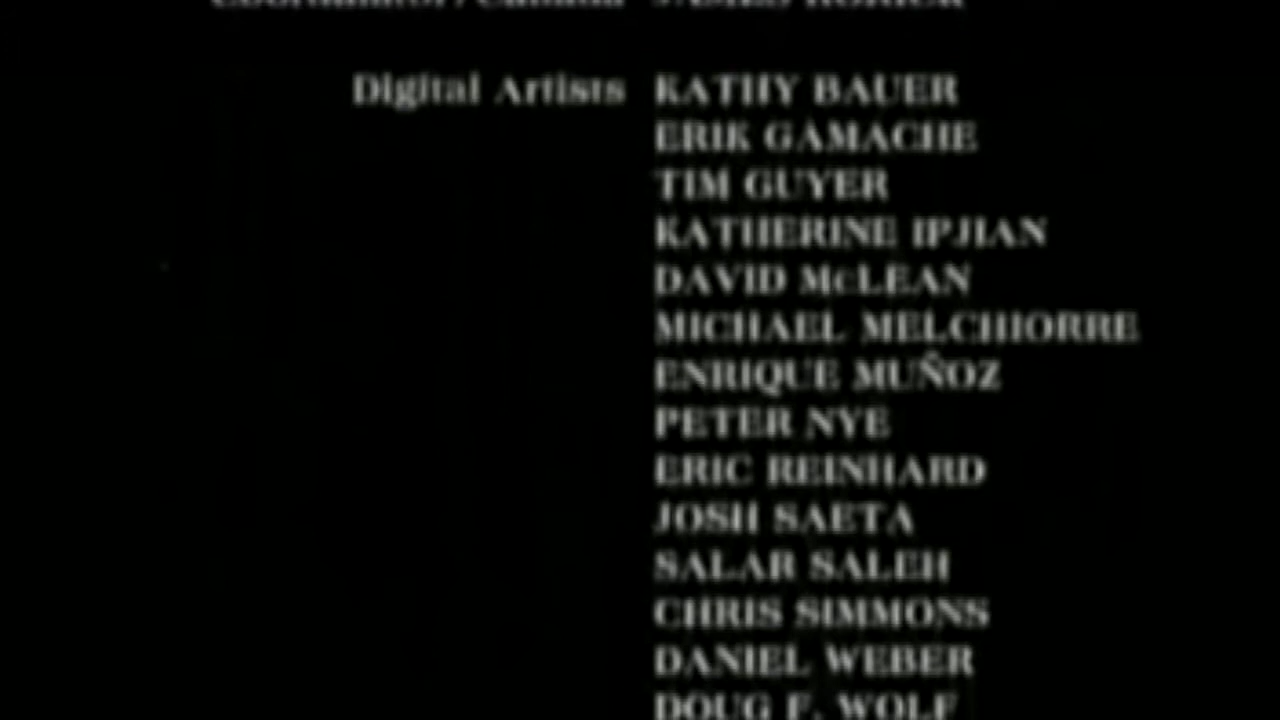 Digital Artists KATHY BAUER
ERIK GAMACHE
TIM GUYER
KATHERINE IPJIAN
DAVID McLEAN
MICHAEL MELCHIORRE
ENRIQUE MUÑOZ
PETER NYE
ERIC REINHARD
JOSH SAETA
SALAR SALEH
CHRIS SIMMONS
DANIEL WEBER
DOUG F. WOLF